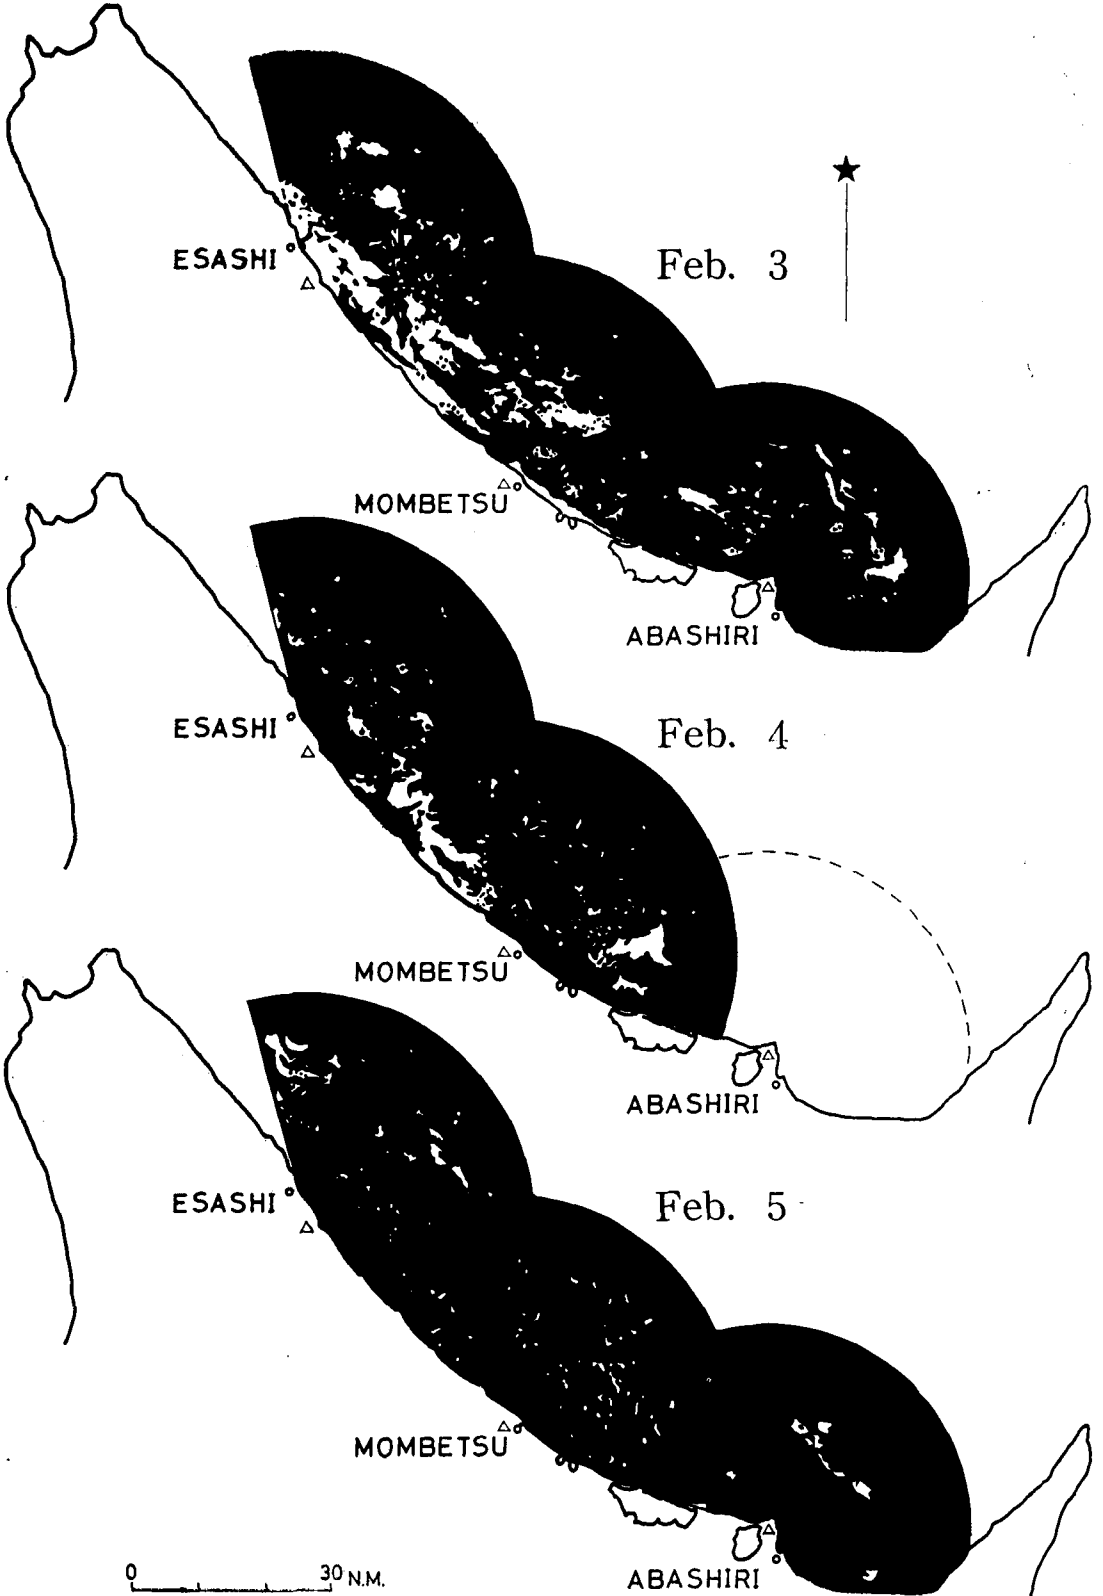 ESASHI
Feb. 3
MOMBETSU
ABASHIRI
ESASHI
Feb. 4
MOMBETSU
ABASHIRI
ESASHI
Feb. 5
MOMBETSU
ABASHIRI
0 30 N.M.